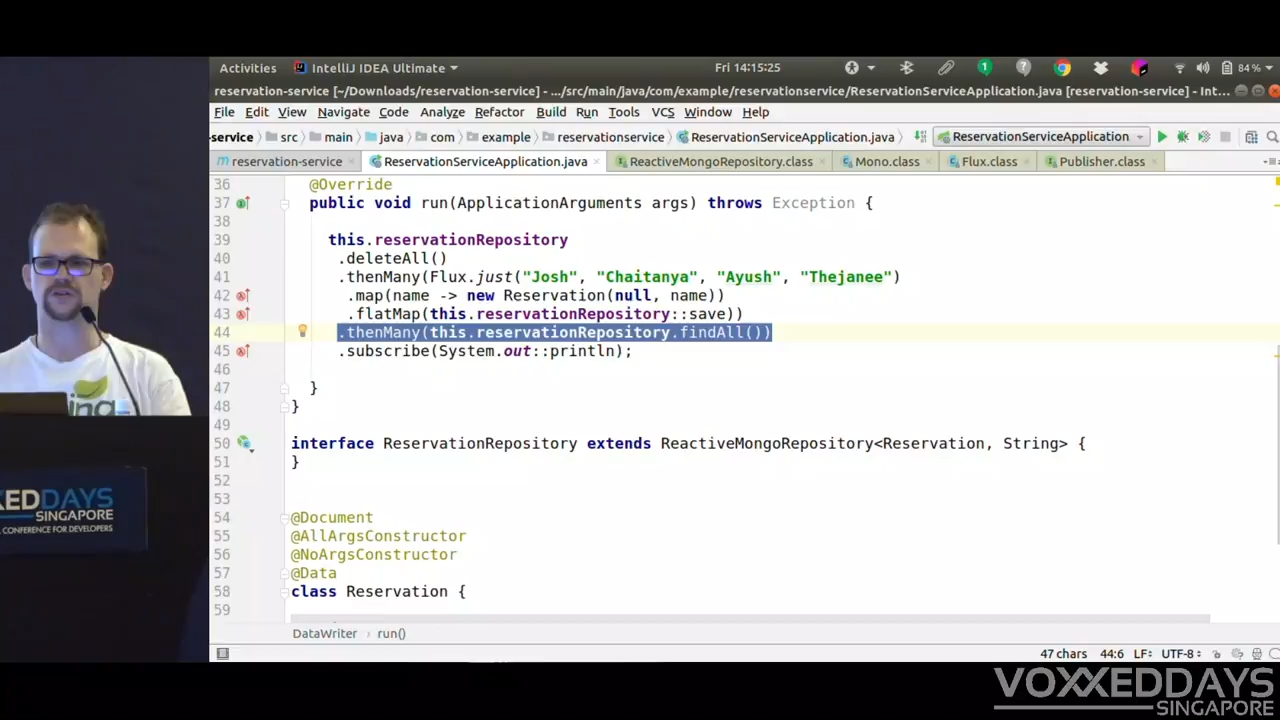 Activities
IntelliJ IDEA Ultimate
Fri 14:15:25
1
?
84 %
reservation-service [~/Downloads/reservation-service] - .../src/main/java/com/example/reservationservice/ReservationServiceApplication.java [reservation-service] - Int...
File Edit View Navigate Code Analyze Refactor Build Run Tools VCS Window Help
-service src main java com example reservationservice ReservationServiceApplication.java ReservationServiceApplication
reservation-service ReservationServiceApplication.java ReactiveMongoRepository.class Mono.class Flux.class Publisher.class
36 @Override
37 public void run(ApplicationArguments args) throws Exception {
38
39 this.reservationRepository
40 .deleteAll()
41 .thenMany(Flux.just("Josh", "Chaitanya", "Ayush", "Thejanee")
42 .map(name -> new Reservation(null, name))
43 .flatMap(this.reservationRepository::save))
44 .thenMany(this.reservationRepository.findAll())
45 .subscribe(System.out::println);
46
47 }
48 }
49
50 interface ReservationRepository extends ReactiveMongoRepository<Reservation, String> {
51 }
52
53
54 @Document
55 @AllArgsConstructor
56 @NoArgsConstructor
57 @Data
58 class Reservation {
59
DataWriter › run()
47 chars 44:6 LF UTF-8
ing
XEDDAYS
SINGAPORE
CONFERENCE FOR DEVELOPERS
VOXXEDDAYS
SINGAPORE